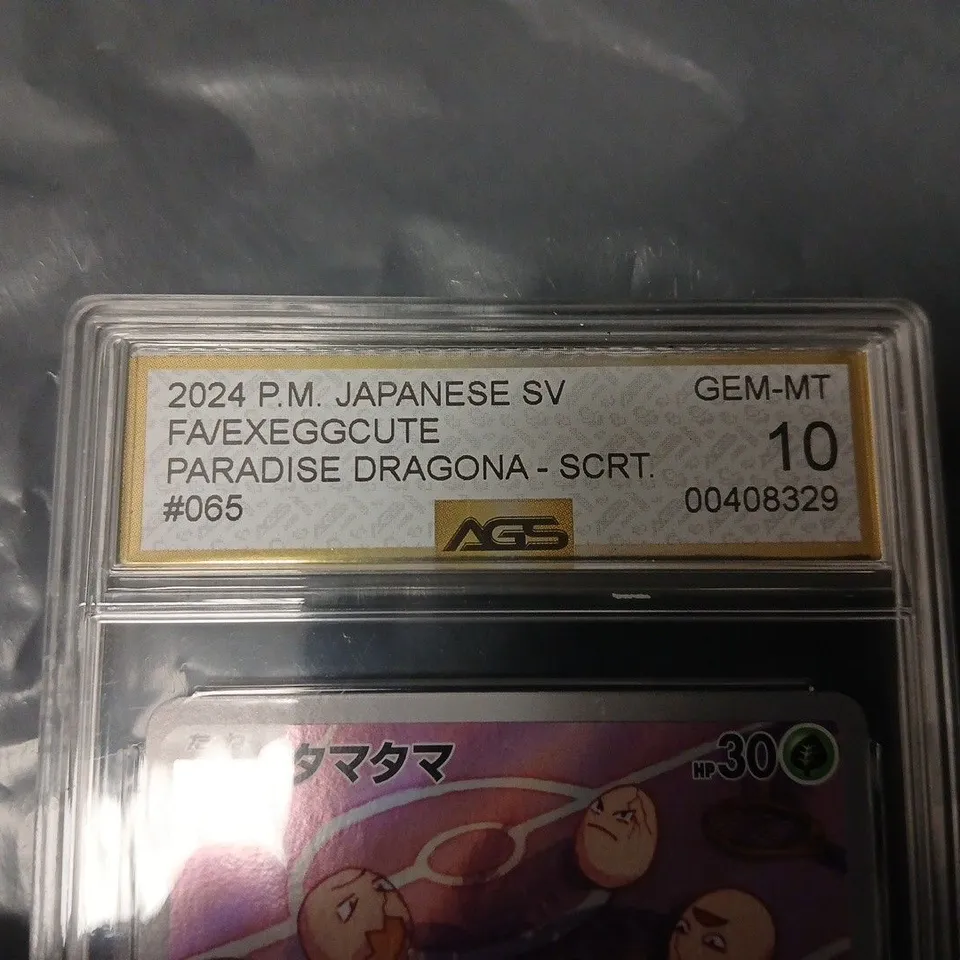 2024 P.M. JAPANESE SV GEM-MT
FA/EXEGGCUTE 10
PARADISE DRAGONA - SCRT.
#065 AGS 00408329
タマタマ HP30